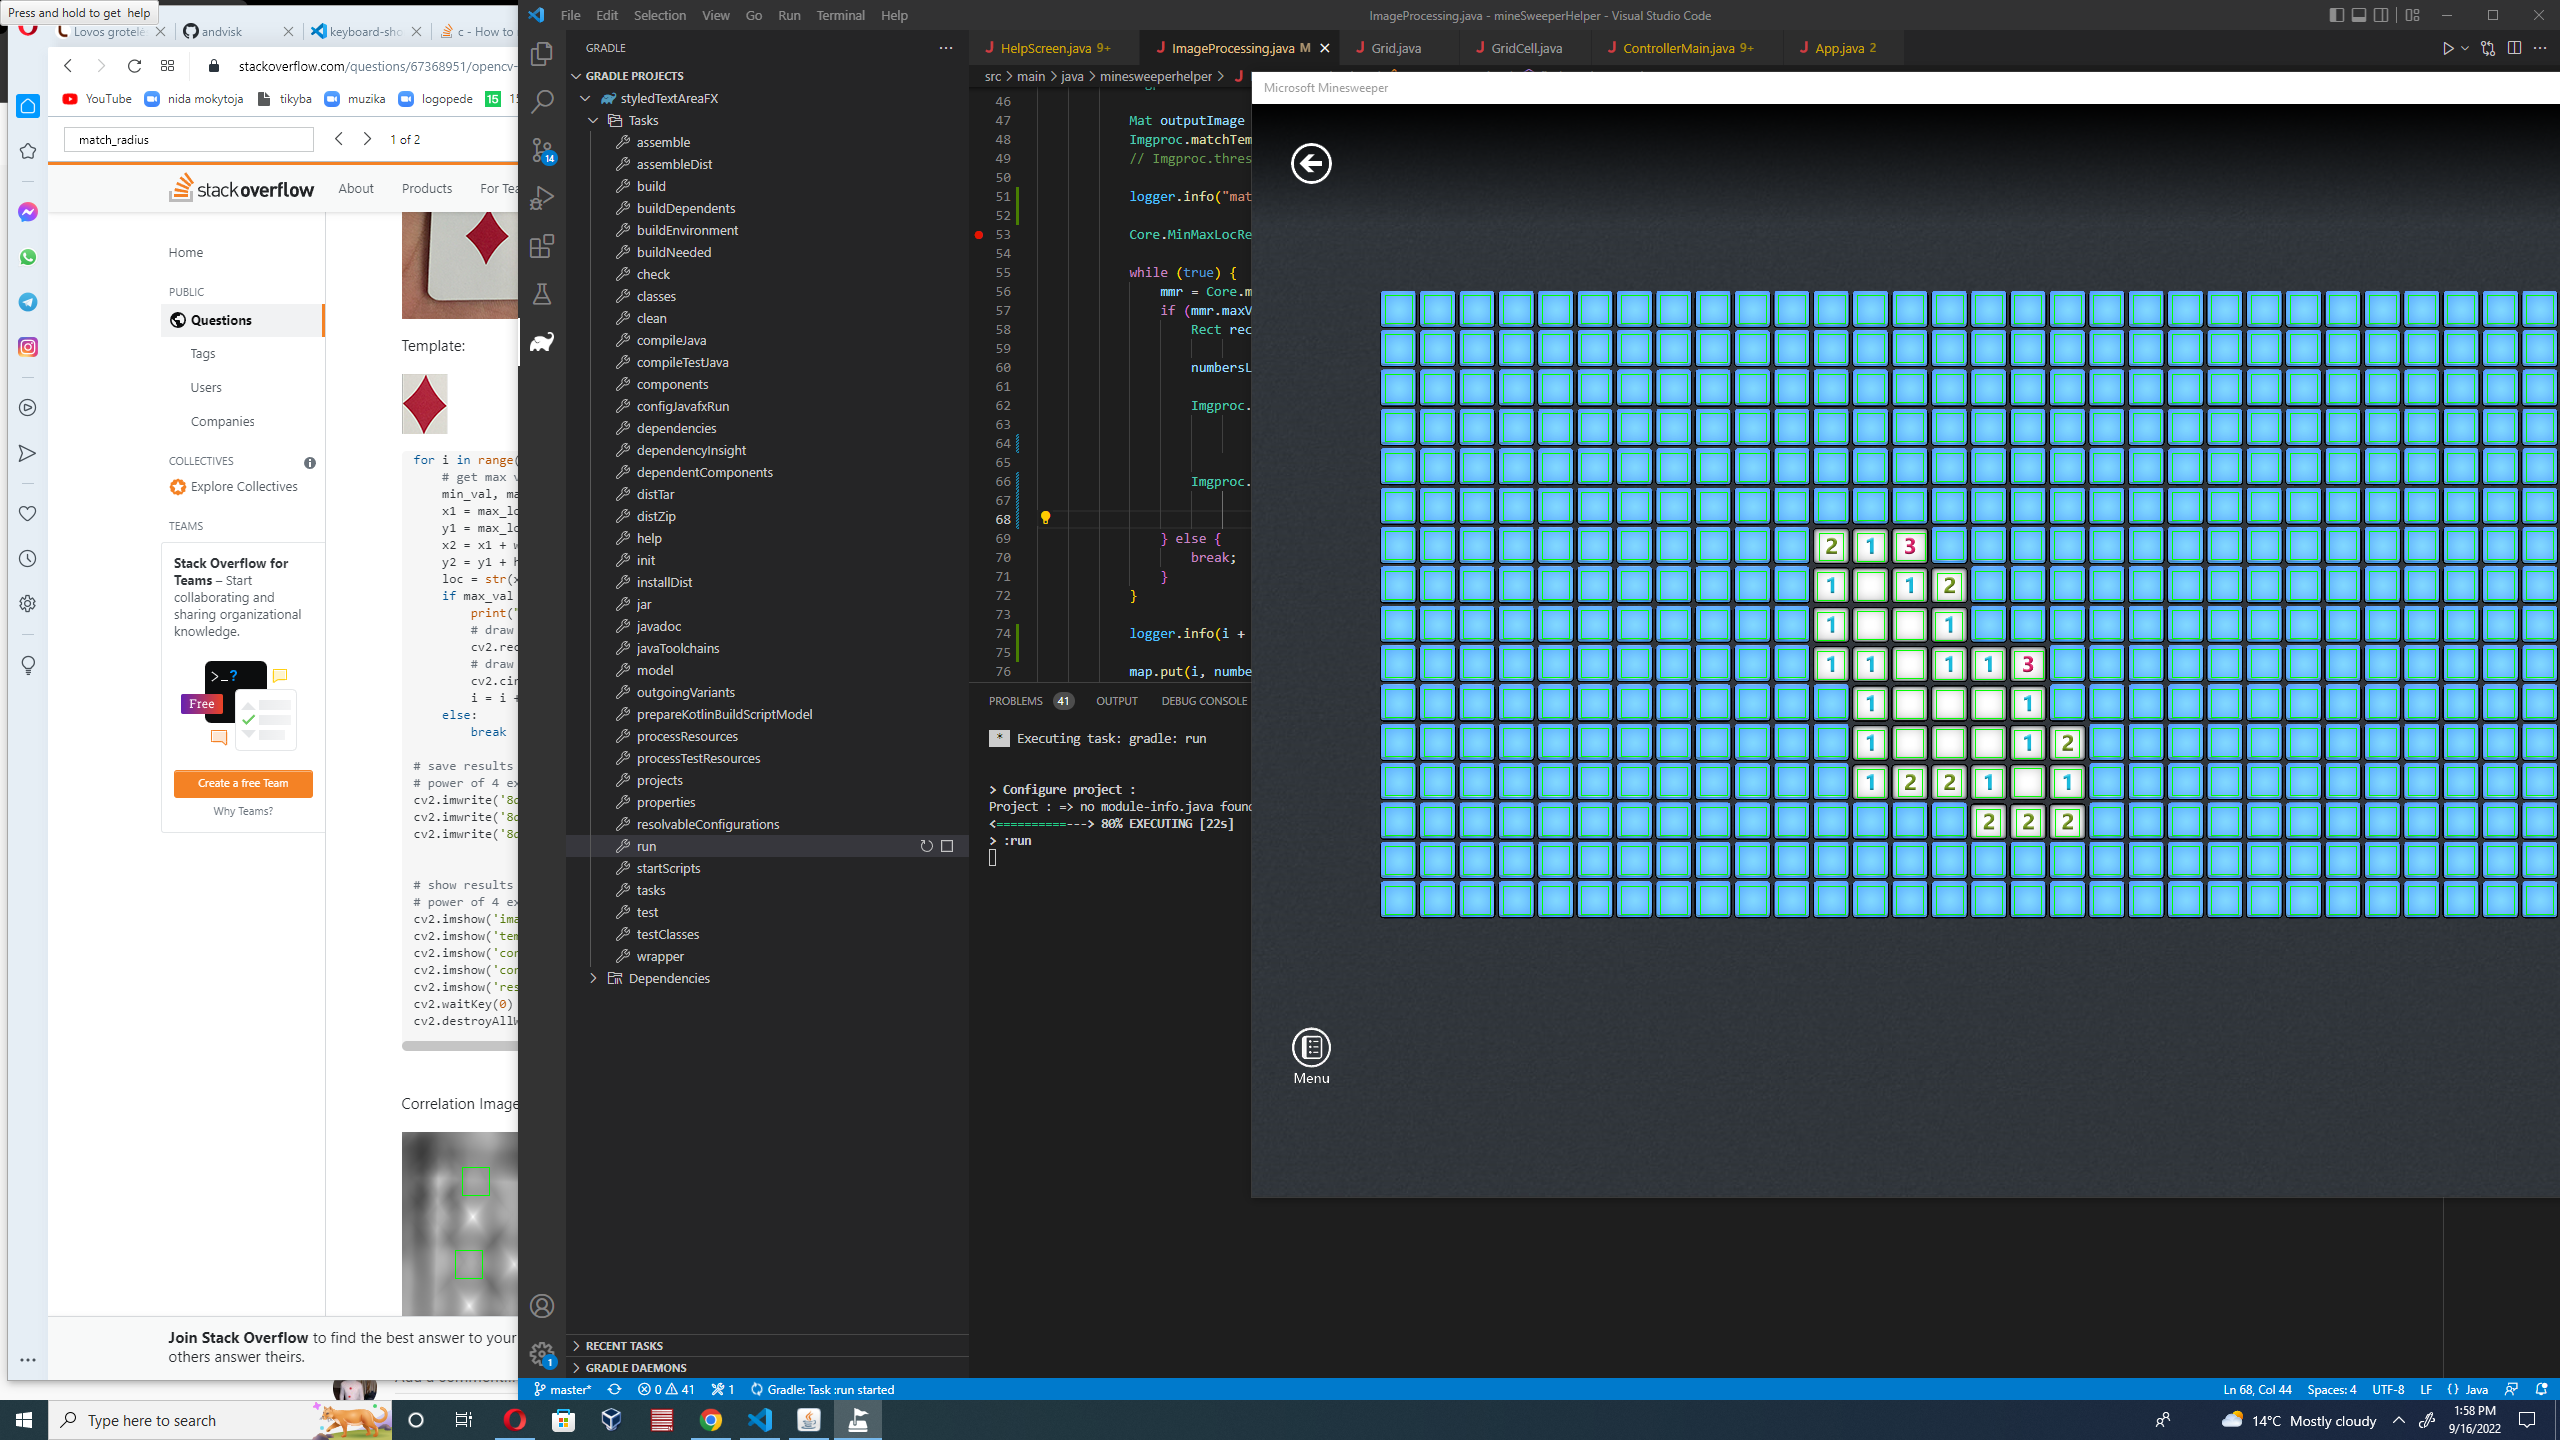 Press and hold to get help
Lovos grotelė
andvisk
keyboard-sho
c - How to
stackoverflow.com/questions/67368951/opencv-
YouTube
nida mokytoja
tikyba
muzika
logopede
match_radius
1 of 2
stackoverflow
About
Products
For Tea
Home
PUBLIC
Questions
Tags
Users
Companies
COLLECTIVES
Explore Collectives
TEAMS
Stack Overflow for
Teams – Start
collaborating and
sharing organizational
knowledge.
>_?
Free
Create a free Team
Why Teams?
Template:
for i in range(
# get max v
min_val, ma
x1 = max_lo
y1 = max_lo
x2 = x1 + w
y2 = y1 + h
loc = str(x
if max_val
print("
# draw
cv2.rec
# draw
cv2.cir
i = i +
else:
break
# save results
# power of 4 ex
cv2.imwrite('8d
cv2.imwrite('8d
cv2.imwrite('8d
# show results
# power of 4 ex
cv2.imshow('ima
cv2.imshow('tem
cv2.imshow('cor
cv2.imshow('cor
cv2.imshow('res
cv2.waitKey(0)
cv2.destroyAllW
Correlation Image
Join Stack Overflow to find the best answer to your
others answer theirs.
File Edit Selection View Go Run Terminal Help
ImageProcessing.java - mineSweeperHelper - Visual Studio Code
GRADLE
GRADLE PROJECTS
styledTextAreaFX
Tasks
assemble
assembleDist
build
buildDependents
buildEnvironment
buildNeeded
check
classes
clean
compileJava
compileTestJava
components
configJavafxRun
dependencies
dependencyInsight
dependentComponents
distTar
distZip
help
init
installDist
jar
javadoc
javaToolchains
model
outgoingVariants
prepareKotlinBuildScriptModel
processResources
processTestResources
projects
properties
resolvableConfigurations
run
startScripts
tasks
test
testClasses
wrapper
Dependencies
RECENT TASKS
GRADLE DAEMONS
14
1
HelpScreen.java 9+
ImageProcessing.java M
Grid.java
GridCell.java
ControllerMain.java 9+
App.java 2
src > main > java > minesweeperhelper >
46
47 Mat outputImage
48 Imgproc.matchTem
49 // Imgproc.thres
50
51 logger.info("mat
52
53 Core.MinMaxLocRe
54
55 while (true) {
56 mmr = Core.m
57 if (mmr.maxV
58 Rect rec
59
60 numbersL
61
62 Imgproc.
63
64
65
66 Imgproc.
67
68
69 } else {
70 break;
71 }
72 }
73
74 logger.info(i +
75
76 map.put(i, numbe
PROBLEMS 41 OUTPUT DEBUG CONSOLE
* Executing task: gradle: run
> Configure project :
Project : => no module-info.java found
<===========---> 80% EXECUTING [22s]
> :run
Microsoft Minesweeper
2 1 3
1 1 2
1 1
1 1 1 1 3
1 1
1 1 2
1 2 2 1 1
2 2 2
Menu
master*
0 41
1
Gradle: Task :run started
Ln 68, Col 44
Spaces: 4
UTF-8
LF
{ } Java
Type here to search
14°C Mostly cloudy
1:58 PM
9/16/2022